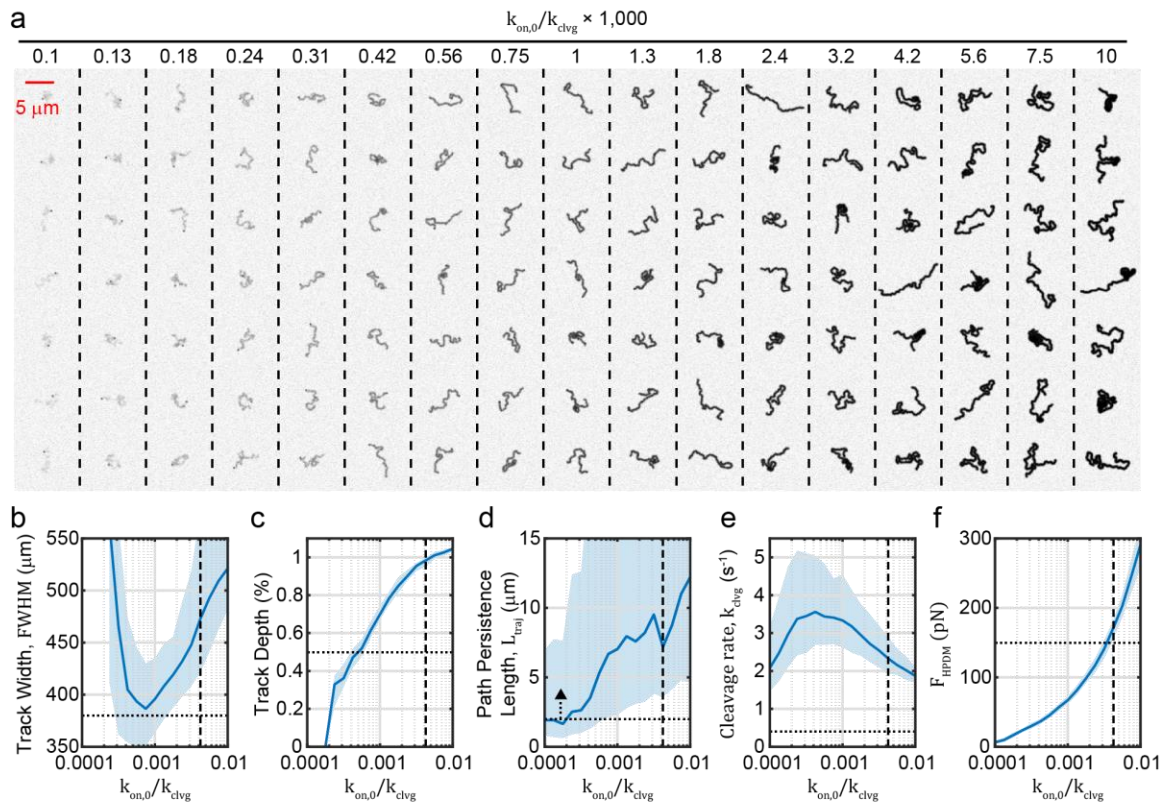 a
k_on,0/k_clvg × 1,000
0.1 0.13 0.18 0.24 0.31 0.42 0.56 0.75 1 1.3 1.8 2.4 3.2 4.2 5.6 7.5 10
5 μm
b
Track Width, FWHM (μm)
550
500
450
400
350
0.0001 0.001 0.01
k_on,0/k_clvg
c
Track Depth (%)
1
0.8
0.6
0.4
0.2
0
0.0001 0.001 0.01
k_on,0/k_clvg
d
Path Persistence
Length, L_traj (μm)
15
10
5
0
0.0001 0.001 0.01
k_on,0/k_clvg
e
Cleavage rate, k_clvg (s⁻¹)
5
4
3
2
1
0
0.0001 0.001 0.01
k_on,0/k_clvg
f
F_HPDM (pN)
300
200
100
0
0.0001 0.001 0.01
k_on,0/k_clvg